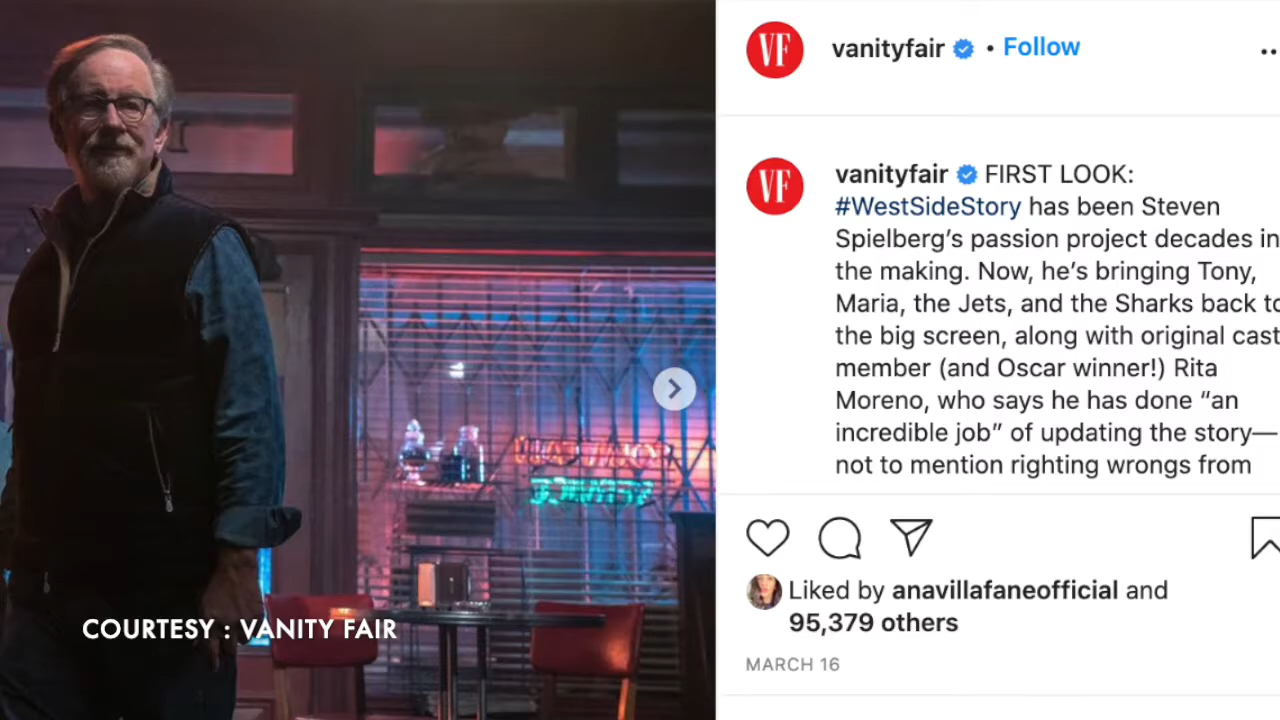 VF
vanityfair • Follow
VF
vanityfair FIRST LOOK:
#WestSideStory has been Steven
Spielberg's passion project decades in
the making. Now, he's bringing Tony,
Maria, the Jets, and the Sharks back to
the big screen, along with original cast
member (and Oscar winner!) Rita
Moreno, who says he has done “an
incredible job” of updating the story—
not to mention righting wrongs from
Liked by anavillafaneofficial and
95,379 others
MARCH 16
COURTESY : VANITY FAIR